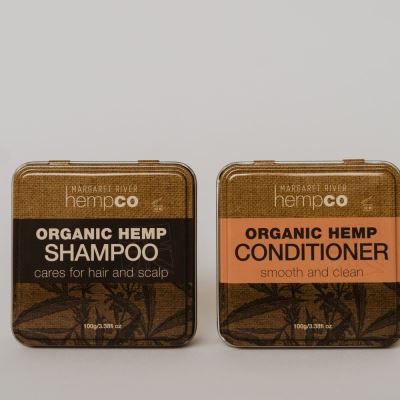 MARGARET RIVER
hempco
ORGANIC HEMP
SHAMPOO
cares for hair and scalp
100g/3.38fl oz
MARGARET RIVER
hempco
ORGANIC HEMP
CONDITIONER
smooth and clean
100g/3.38fl oz